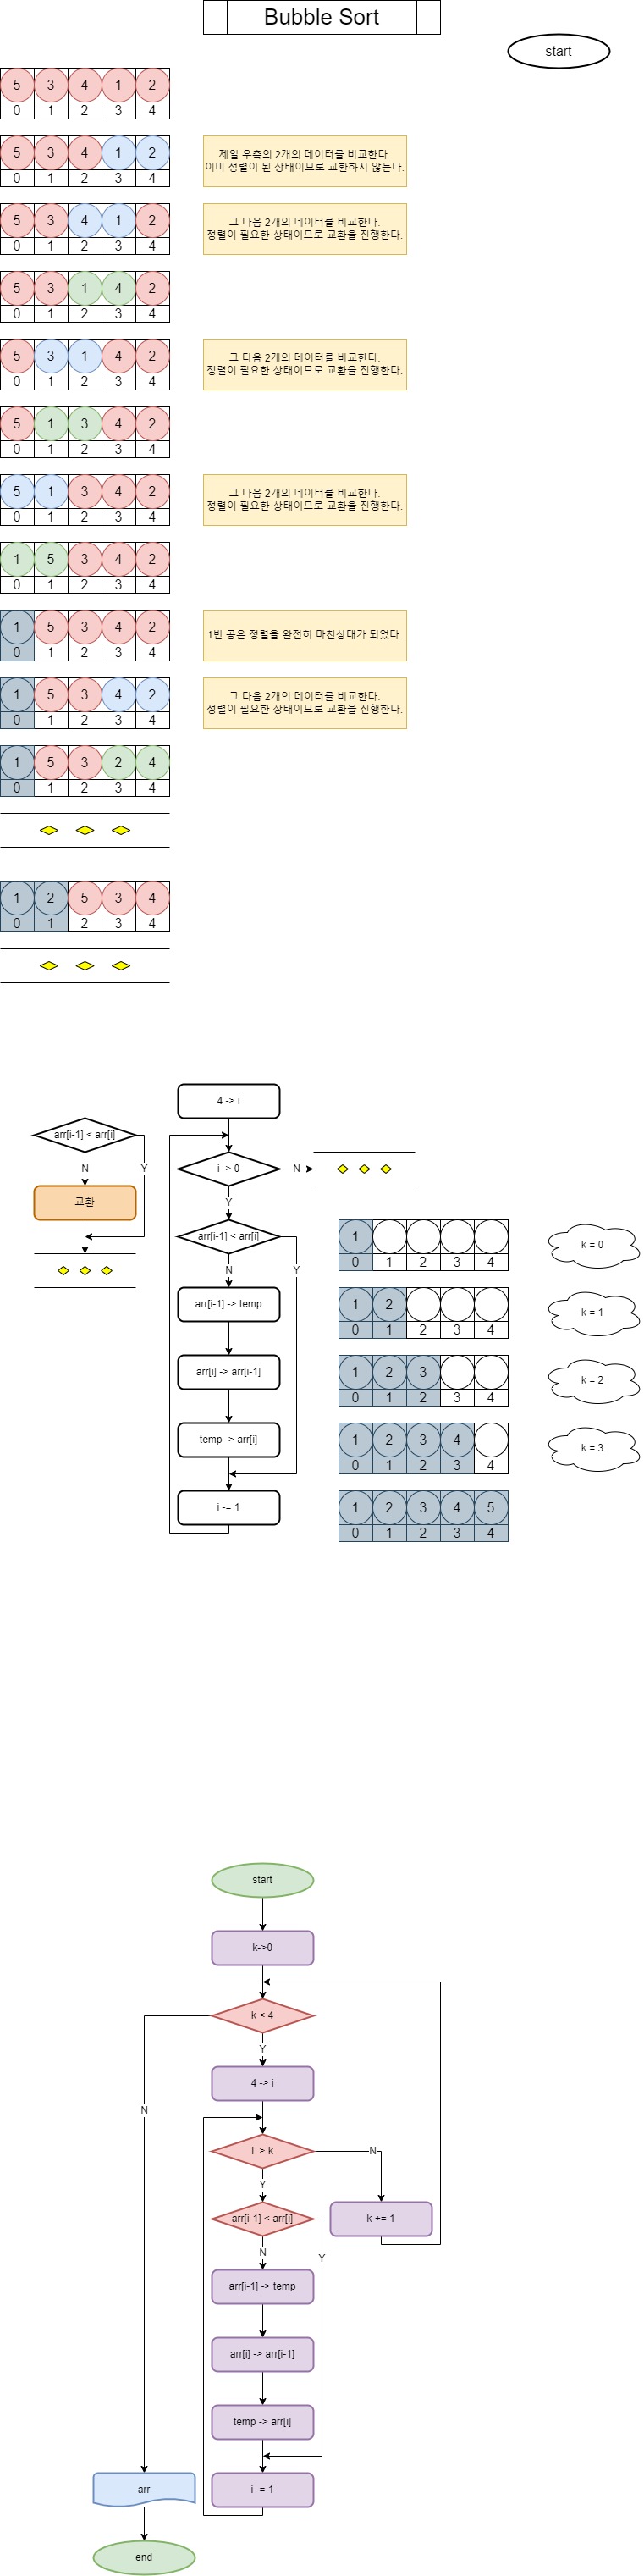 Bubble Sort
start
5 3 4 1 2
0 1 2 3 4
5 3 4 1 2
0 1 2 3 4
제일 우측의 2개의 데이터를 비교한다.
이미 정렬이 된 상태이므로 교환하지 않는다.
5 3 4 1 2
0 1 2 3 4
그 다음 2개의 데이터를 비교한다.
정렬이 필요한 상태이므로 교환을 진행한다.
5 3 1 4 2
0 1 2 3 4
5 3 1 4 2
0 1 2 3 4
그 다음 2개의 데이터를 비교한다.
정렬이 필요한 상태이므로 교환을 진행한다.
5 1 3 4 2
0 1 2 3 4
5 1 3 4 2
0 1 2 3 4
그 다음 2개의 데이터를 비교한다.
정렬이 필요한 상태이므로 교환을 진행한다.
1 5 3 4 2
0 1 2 3 4
1 5 3 4 2
0 1 2 3 4
1번 공은 정렬을 완전히 마친상태가 되었다.
1 5 3 4 2
0 1 2 3 4
그 다음 2개의 데이터를 비교한다.
정렬이 필요한 상태이므로 교환을 진행한다.
1 5 3 2 4
0 1 2 3 4
1 2 5 3 4
0 1 2 3 4
arr[i-1] < arr[i]
N
Y
교환
4 -> i
i > 0
N
Y
arr[i-1] < arr[i]
N
Y
arr[i-1] -> temp
arr[i] -> arr[i-1]
temp -> arr[i]
i -= 1
1
0 1 2 3 4
k = 0
1 2
0 1 2 3 4
k = 1
1 2 3
0 1 2 3 4
k = 2
1 2 3 4
0 1 2 3 4
k = 3
1 2 3 4 5
0 1 2 3 4
start
k->0
k < 4
Y
N
4 -> i
i > k
N
Y
arr[i-1] < arr[i]
k += 1
N
Y
arr[i-1] -> temp
arr[i] -> arr[i-1]
temp -> arr[i]
i -= 1
arr
end